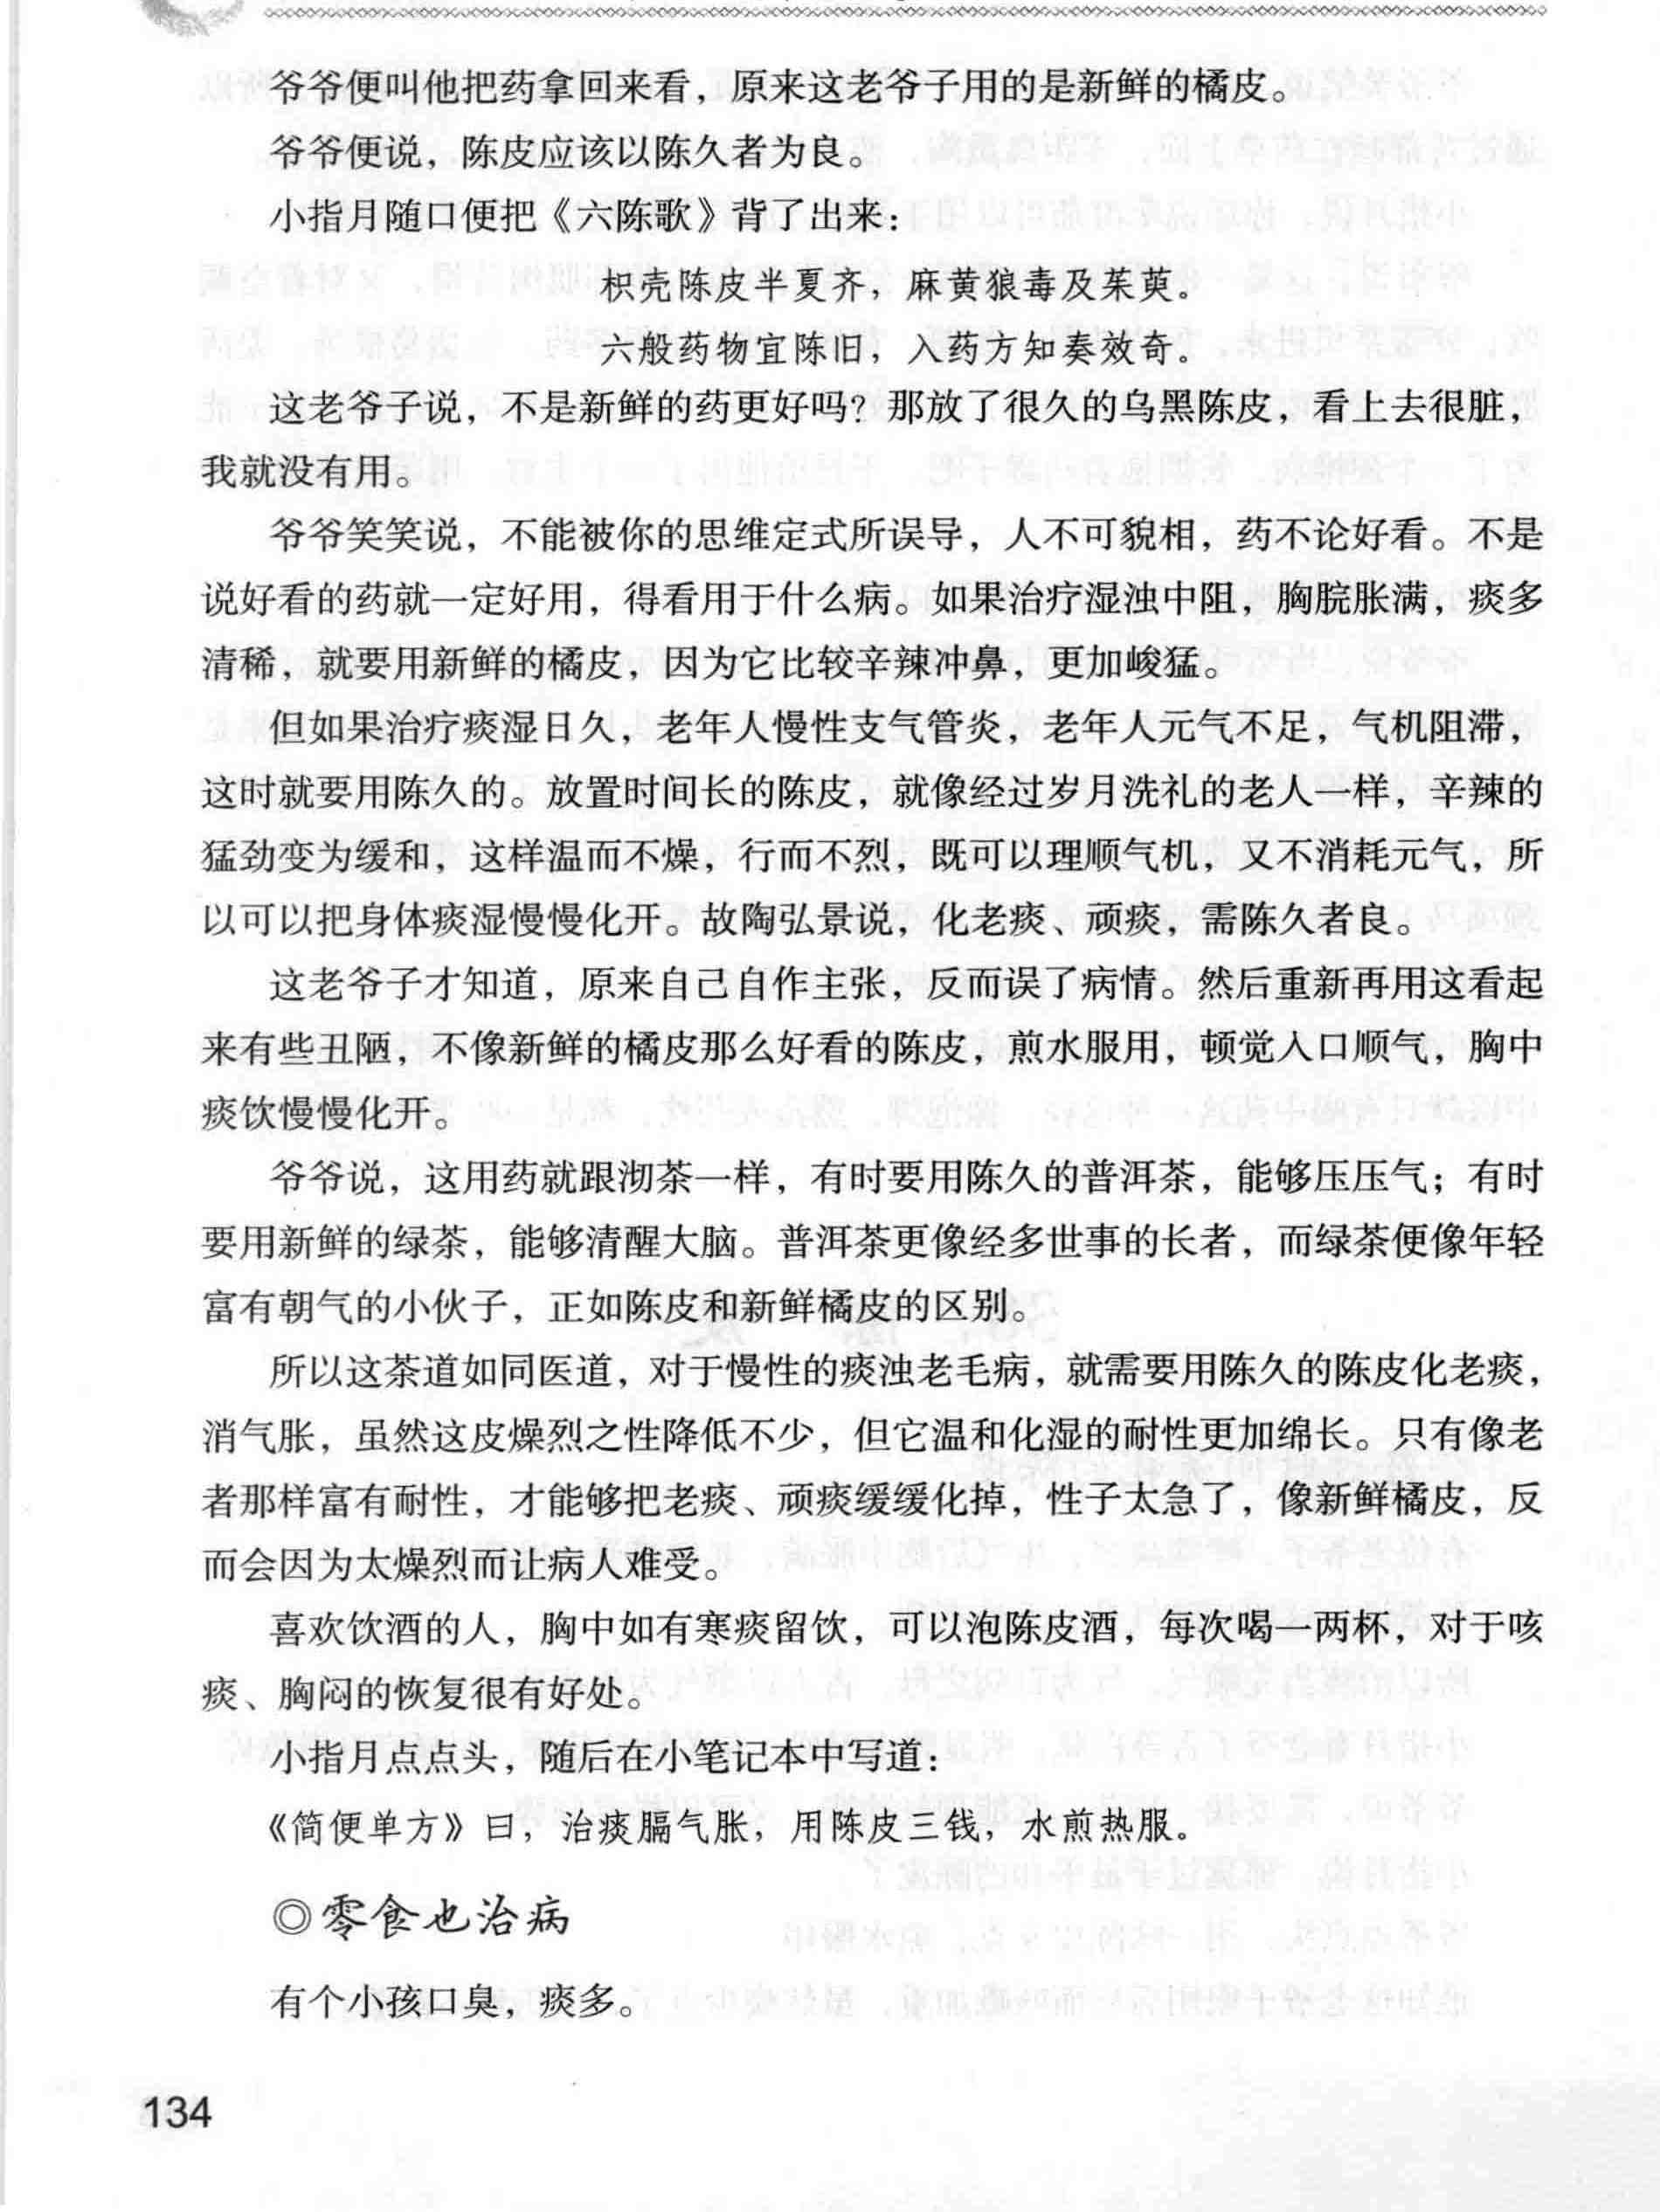 爷爷便叫他把药拿回来看，原来这老爷子用的是新鲜的橘皮。
爷爷便说，陈皮应该以陈久者为良。
小指月随口便把《六陈歌》背了出来：
枳壳陈皮半夏齐，麻黄狼毒及茱萸。
六般药物宜陈旧，入药方知奏效奇。
这老爷子说，不是新鲜的药更好吗？那放了很久的乌黑陈皮，看上去很脏，
我就没有用。
爷爷笑笑说，不能被你的思维定式所误导，人不可貌相，药不论好看。不是
说好看的药就一定好用，得看用于什么病。如果治疗湿浊中阻，胸脘胀满，痰多
清稀，就要用新鲜的橘皮，因为它比较辛辣冲鼻，更加峻猛。
但如果治疗痰湿日久，老年人慢性支气管炎，老年人元气不足，气机阻滞，
这时就要用陈久的。放置时间长的陈皮，就像经过岁月洗礼的老人一样，辛辣的
猛劲变为缓和，这样温而不燥，行而不烈，既可以理顺气机，又不消耗元气，所
以可以把身体痰湿慢慢化开。故陶弘景说，化老痰、顽痰，需陈久者良。
这老爷子才知道，原来自己自作主张，反而误了病情。然后重新再用这看起
来有些丑陋，不像新鲜的橘皮那么好看的陈皮，煎水服用，顿觉入口顺气，胸中
痰饮慢慢化开。
爷爷说，这用药就跟沏茶一样，有时要用陈久的普洱茶，能够压压气；有时
要用新鲜的绿茶，能够清醒大脑。普洱茶更像经多世事的长者，而绿茶便像年轻
富有朝气的小伙子，正如陈皮和新鲜橘皮的区别。
所以这茶道如同医道，对于慢性的痰浊老毛病，就需要用陈久的陈皮化老痰，
消气胀，虽然这皮燥烈之性降低不少，但它温和化湿的耐性更加绵长。只有像老
者那样富有耐性，才能够把老痰、顽痰缓缓化掉，性子太急了，像新鲜橘皮，反
而会因为太燥烈而让病人难受。
喜欢饮酒的人，胸中如有寒痰留饮，可以泡陈皮酒，每次喝一两杯，对于咳
痰、胸闷的恢复很有好处。
小指月点点头，随后在小笔记本中写道：
《简便单方》曰，治痰膈气胀，用陈皮三钱，水煎热服。
◎零食也治病
有个小孩口臭，痰多。
134